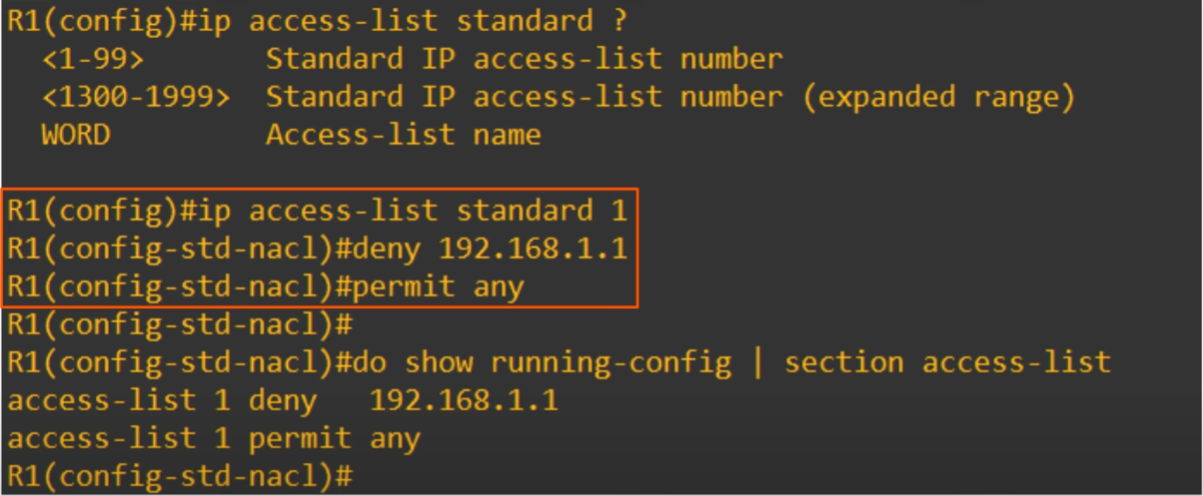 R1(config)#ip access-list standard ?
  <1-99>       Standard IP access-list number
  <1300-1999>  Standard IP access-list number (expanded range)
  WORD         Access-list name
R1(config)#ip access-list standard 1
R1(config-std-nacl)#deny 192.168.1.1
R1(config-std-nacl)#permit any
R1(config-std-nacl)#
R1(config-std-nacl)#do show running-config | section access-list
access-list 1 deny   192.168.1.1
access-list 1 permit any
R1(config-std-nacl)#